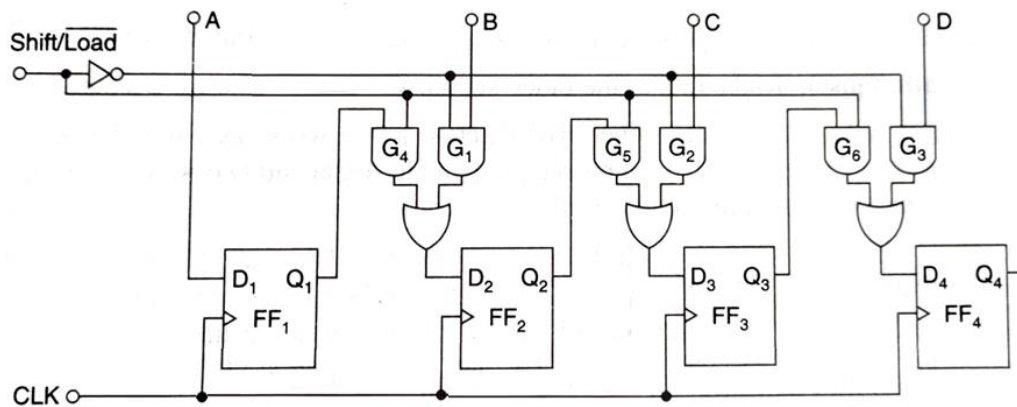 A B C D
Shift/Load
G4 G1 G5 G2 G6 G3
D1 Q1 D2 Q2 D3 Q3 D4 Q4
FF1 FF2 FF3 FF4
CLK